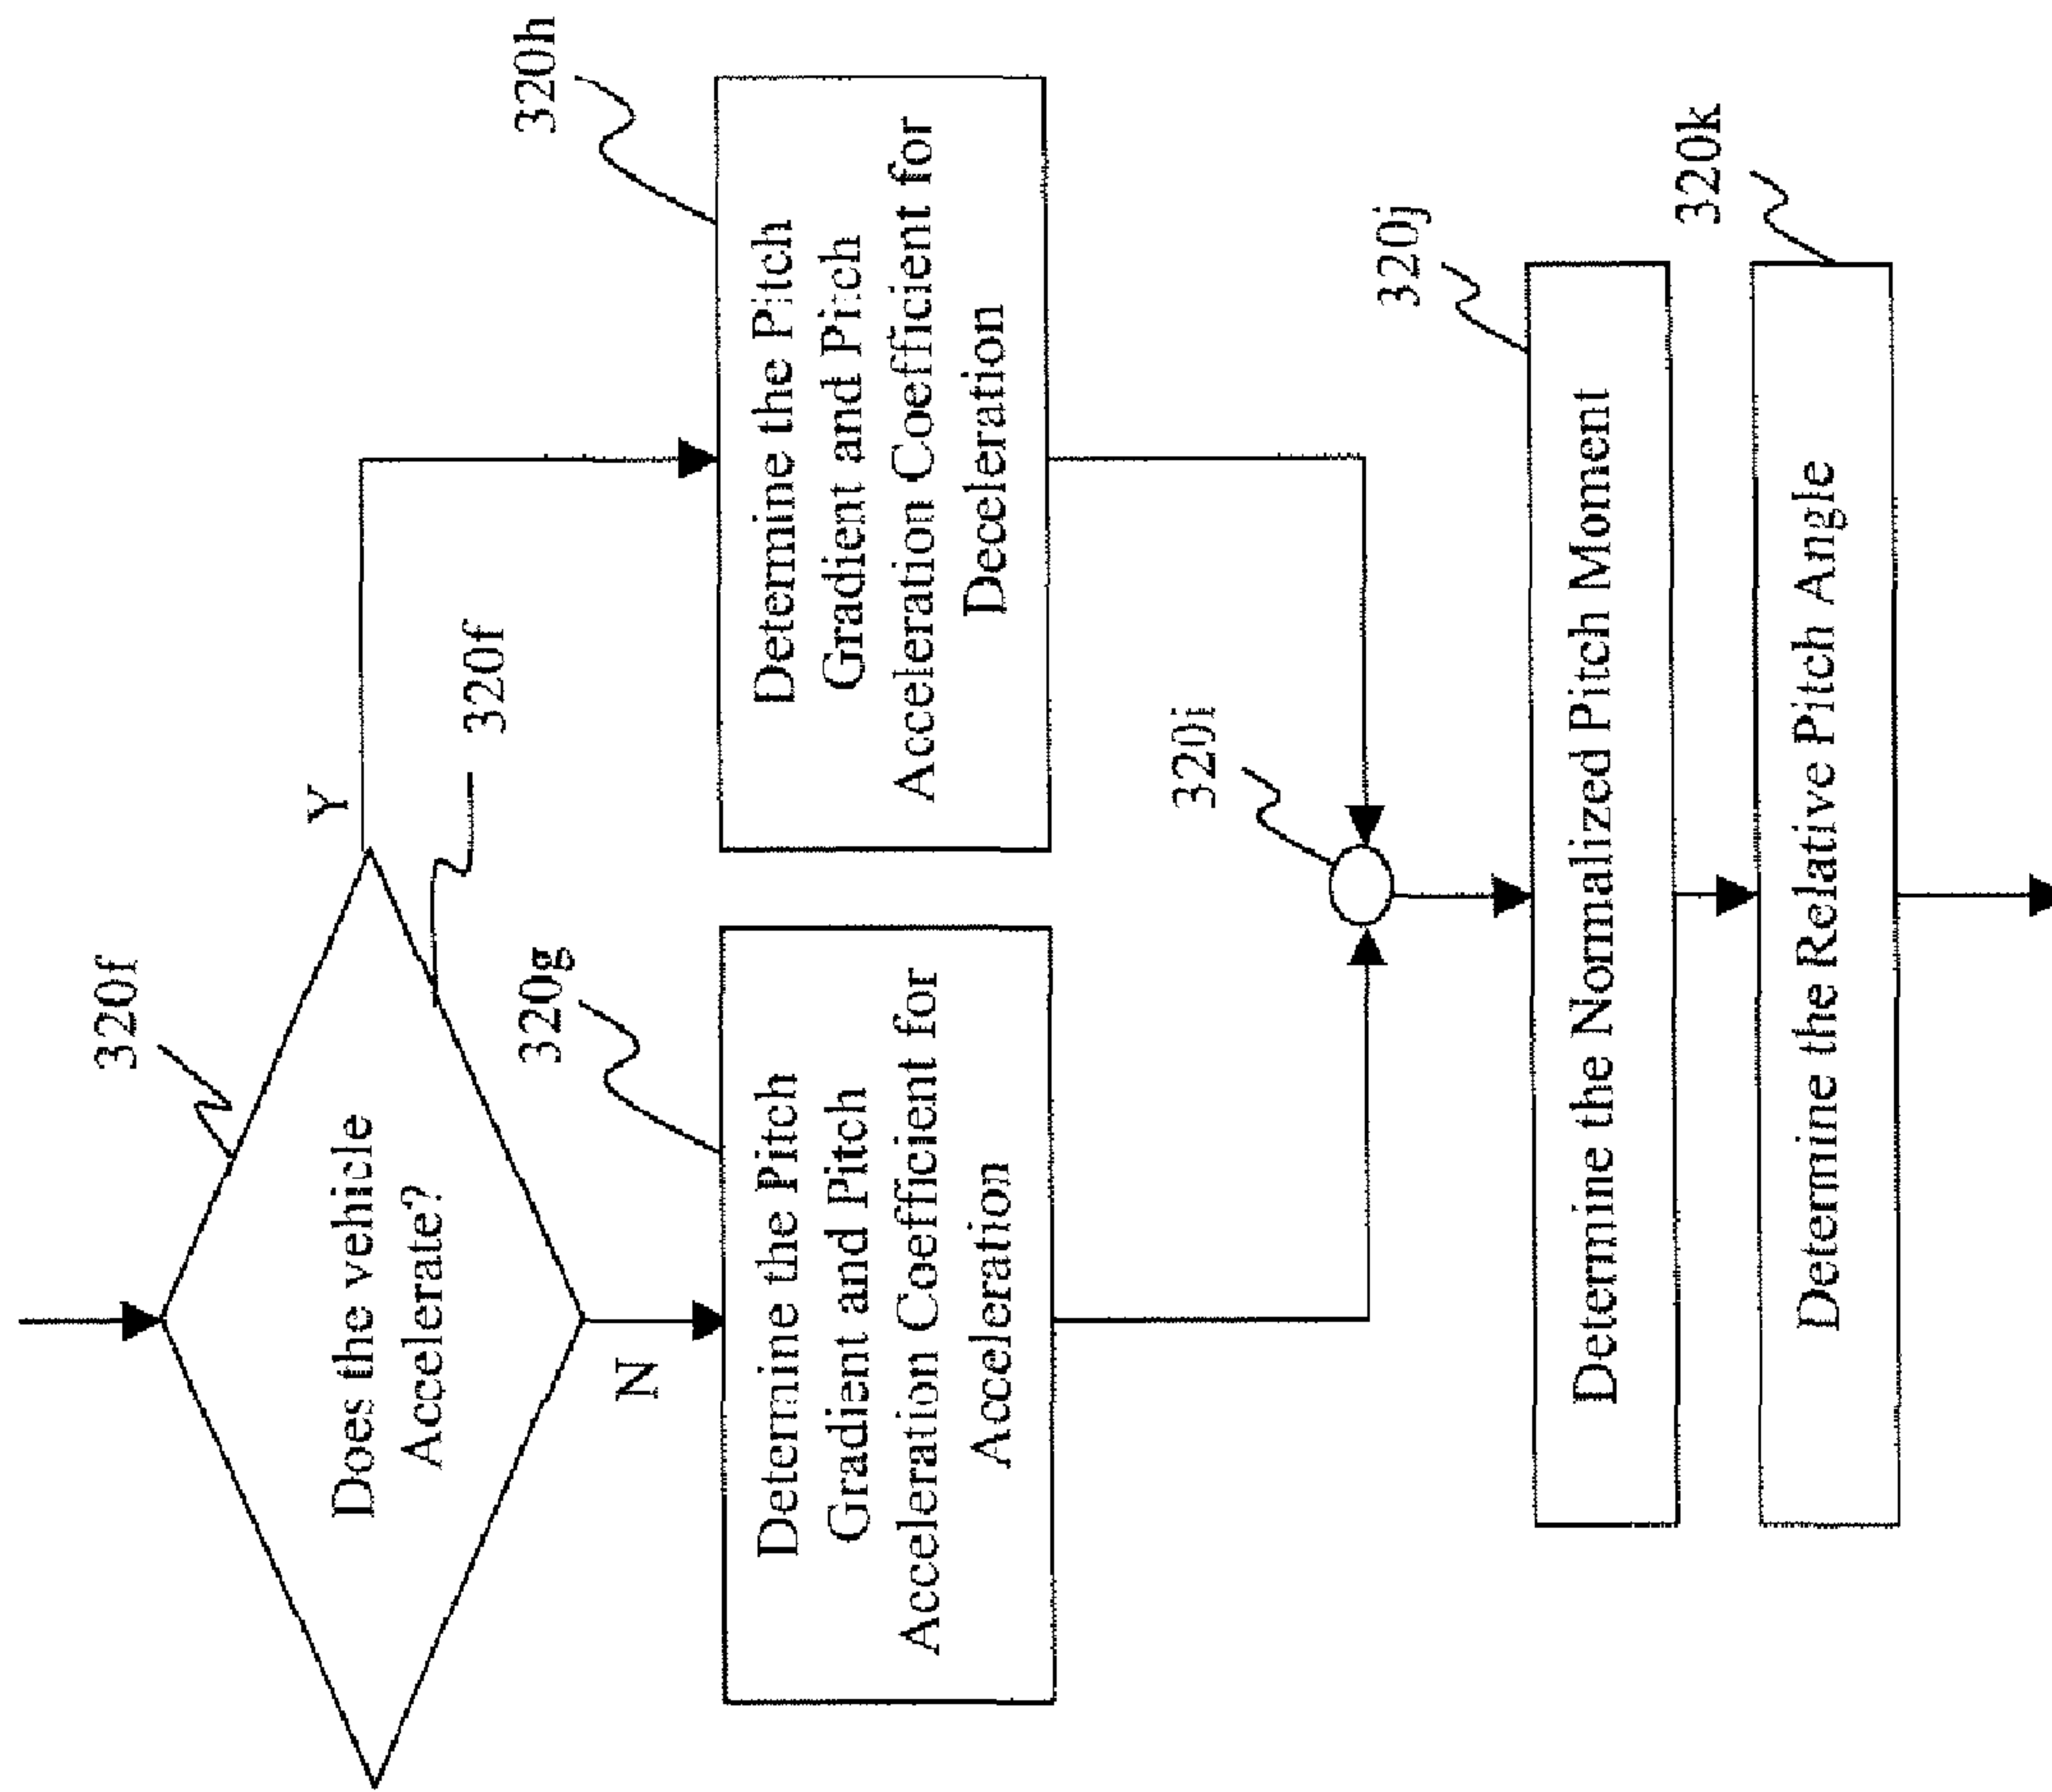 320f
Does the vehicle
Accelerate?
Y
320f
N
320g
Determine the Pitch
Gradient and Pitch
Acceleration Coefficient for
Acceleration
320h
Determine the Pitch
Gradient and Pitch
Acceleration Coefficient for
Deceleration
320i
320j
Determine the Normalized Pitch Moment
320k
Determine the Relative Pitch Angle